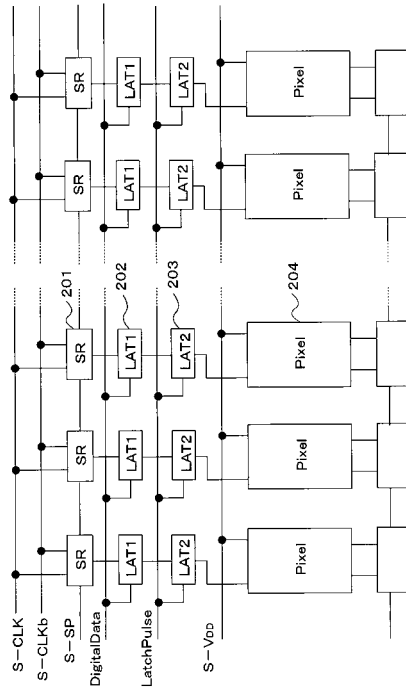 S-CLK
S-CLKb
S-SP
SR
SR
SR
201
SR
SR
DigitalData
LAT1
LAT1
LAT1
202
LAT1
LAT1
LatchPulse
LAT2
LAT2
LAT2
203
LAT2
LAT2
S-VDD
Pixel
Pixel
Pixel
204
Pixel
Pixel